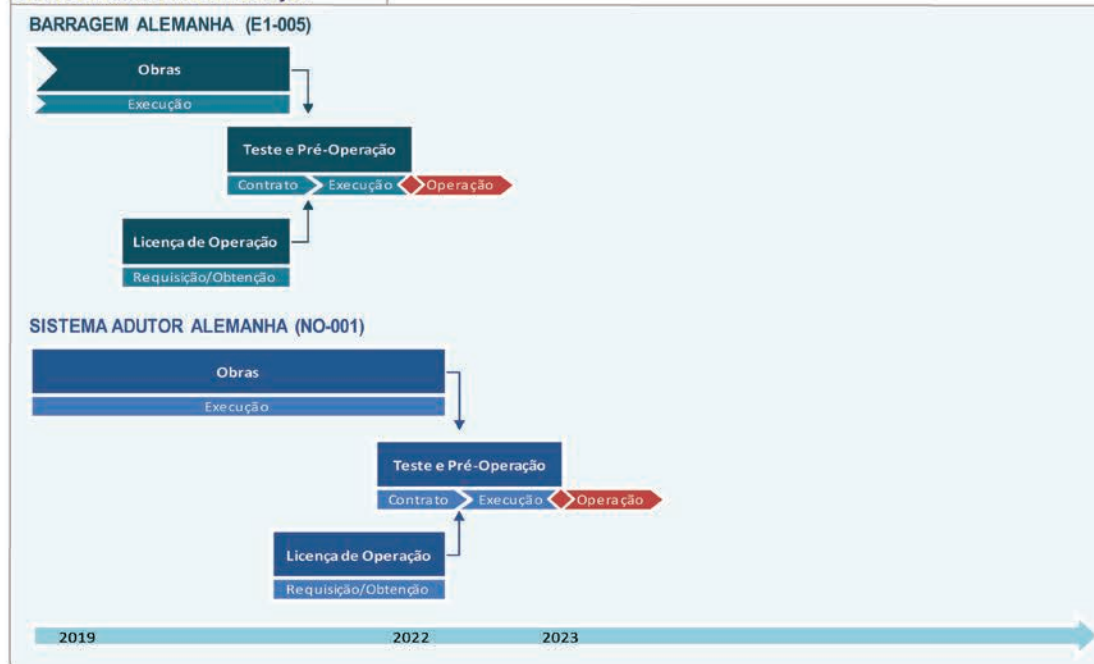 BARRAGEM ALEMANHA (E1-005)
Obras
Execução
Teste e Pré-Operação
Contrato
Execução
Operação
Licença de Operação
Requisição/Obtenção
SISTEMA ADUTOR ALEMANHA (NO-001)
Obras
Execução
Teste e Pré-Operação
Contrato
Execução
Operação
Licença de Operação
Requisição/Obtenção
2019 2022 2023